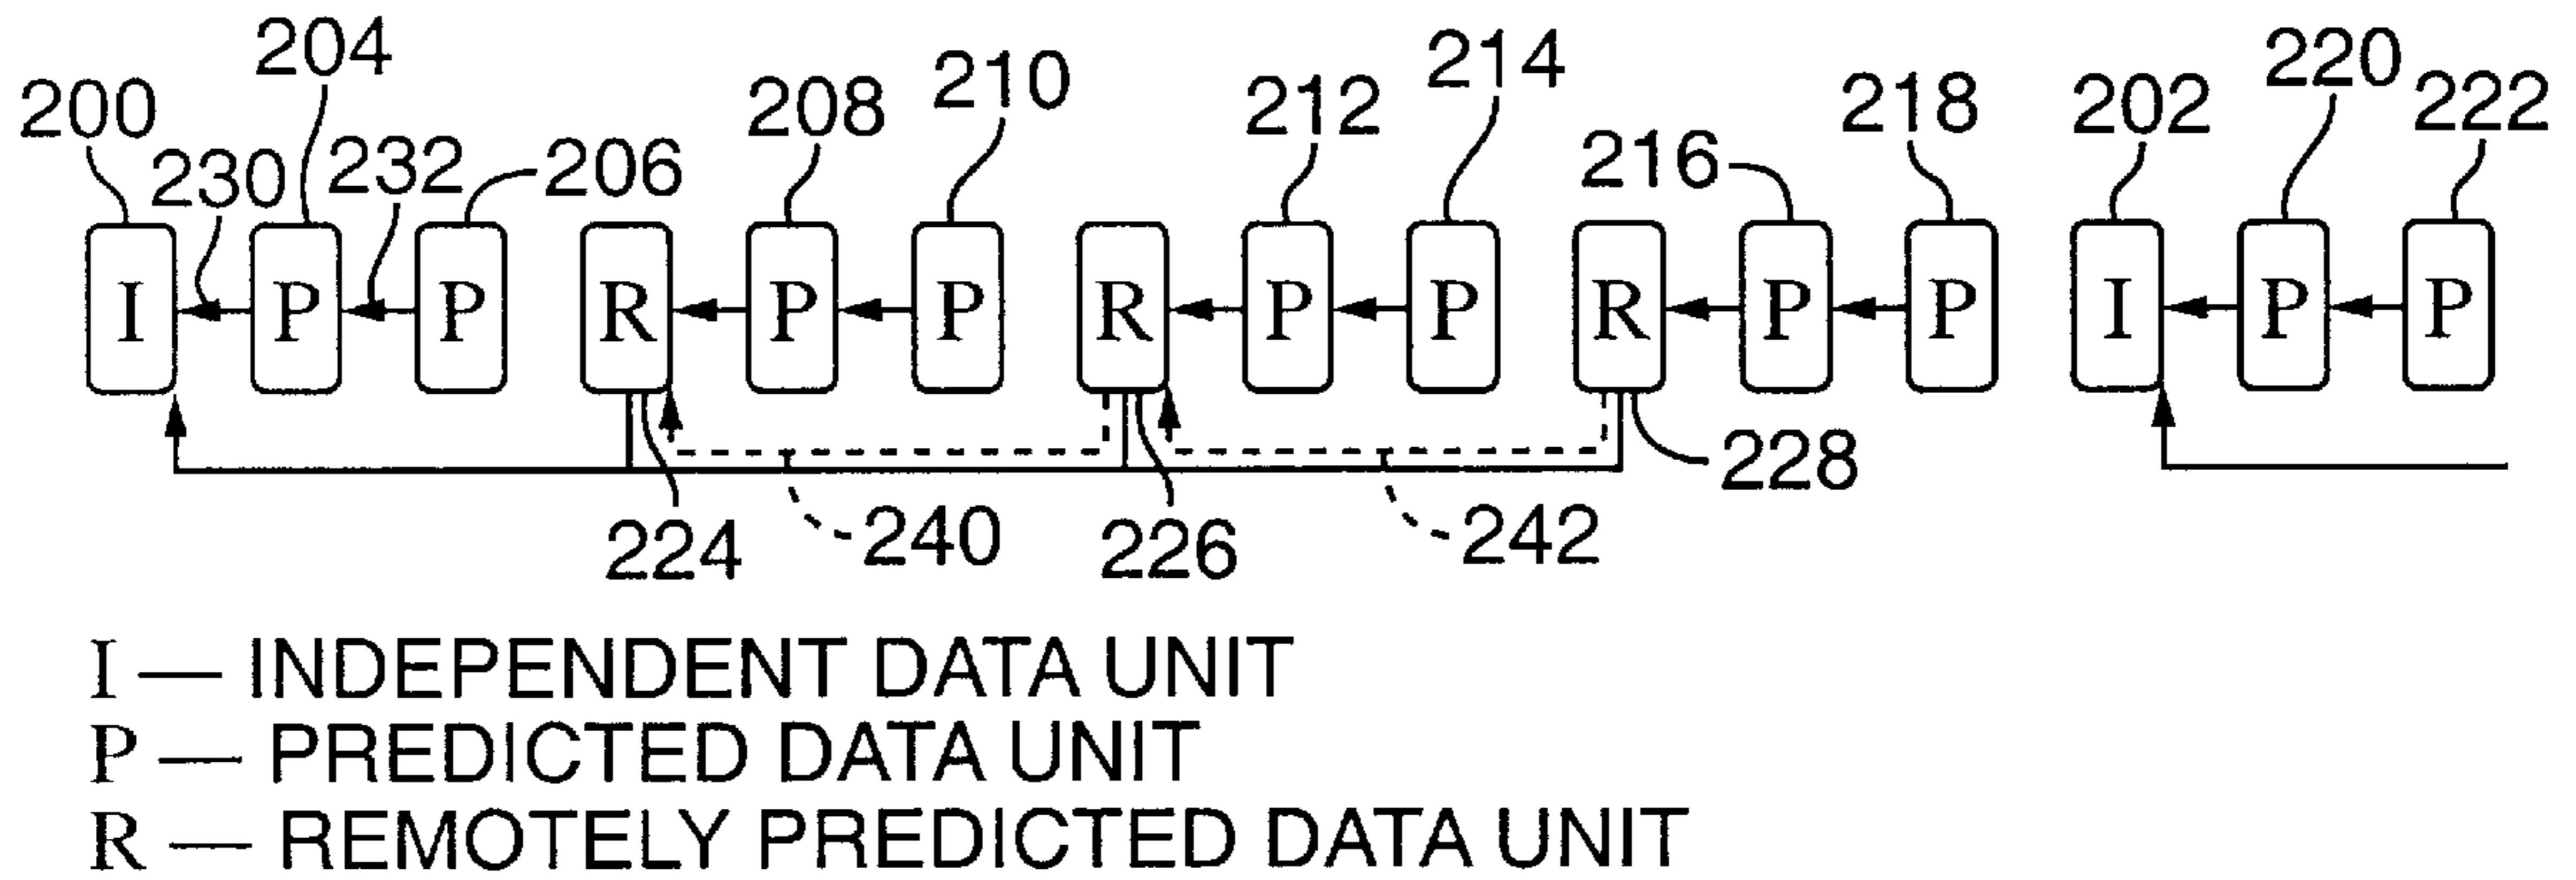 200 204 208 210 212 214 218 202 220 222
230 232 206 216
I P P R P P R P P R P P I P P
228
224 240 226 242
I — INDEPENDENT DATA UNIT
P — PREDICTED DATA UNIT
R — REMOTELY PREDICTED DATA UNIT